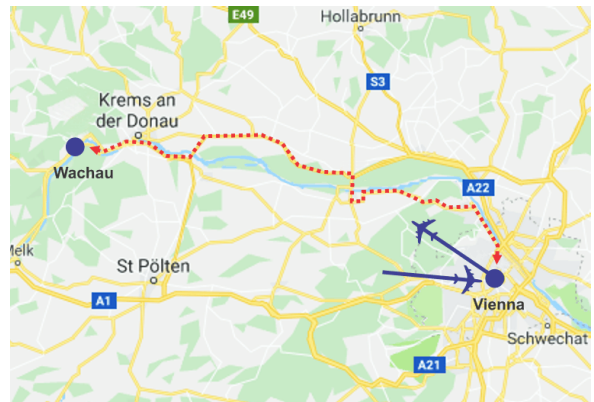 E49
Hollabrunn
S3
Krems an
der Donau
Wachau
A22
Melk
St Pölten
A1
Vienna
Schwechat
A21